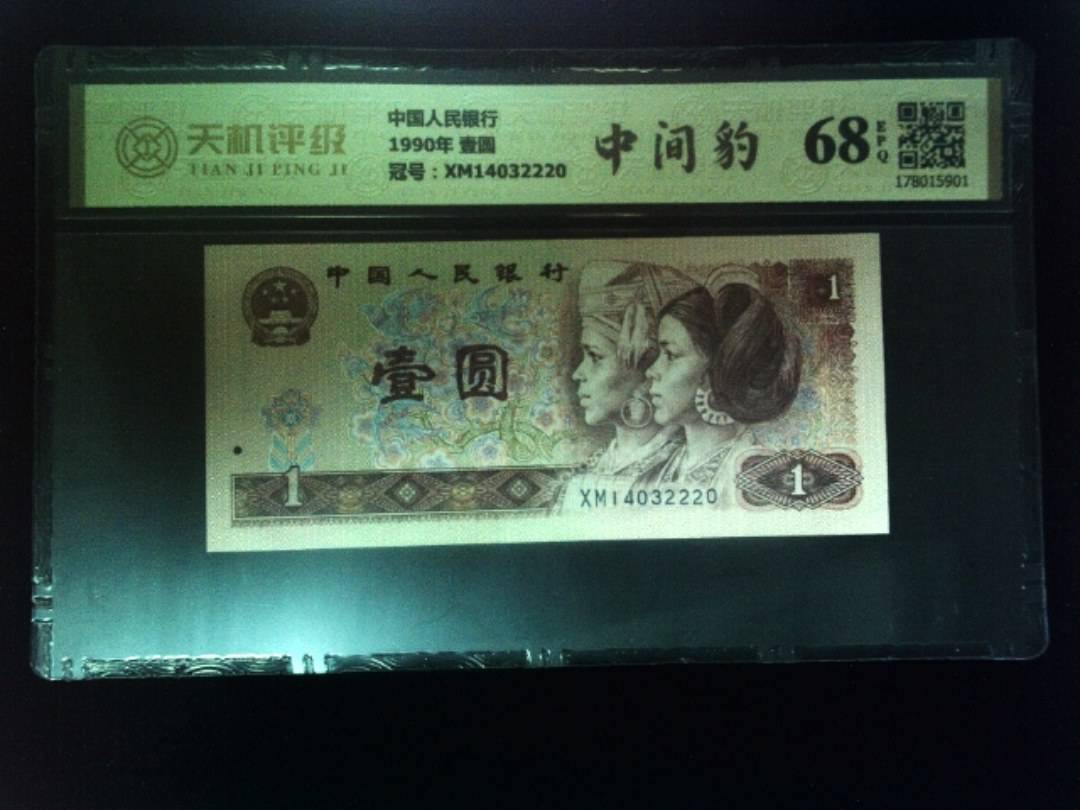 天机评级
TIAN JI PING JI
中国人民银行
1990年 壹圆
冠号：XM14032220
中间豹
68
EPQ
178015901
中国人民银行
1
壹圆
1
XM14032220
1